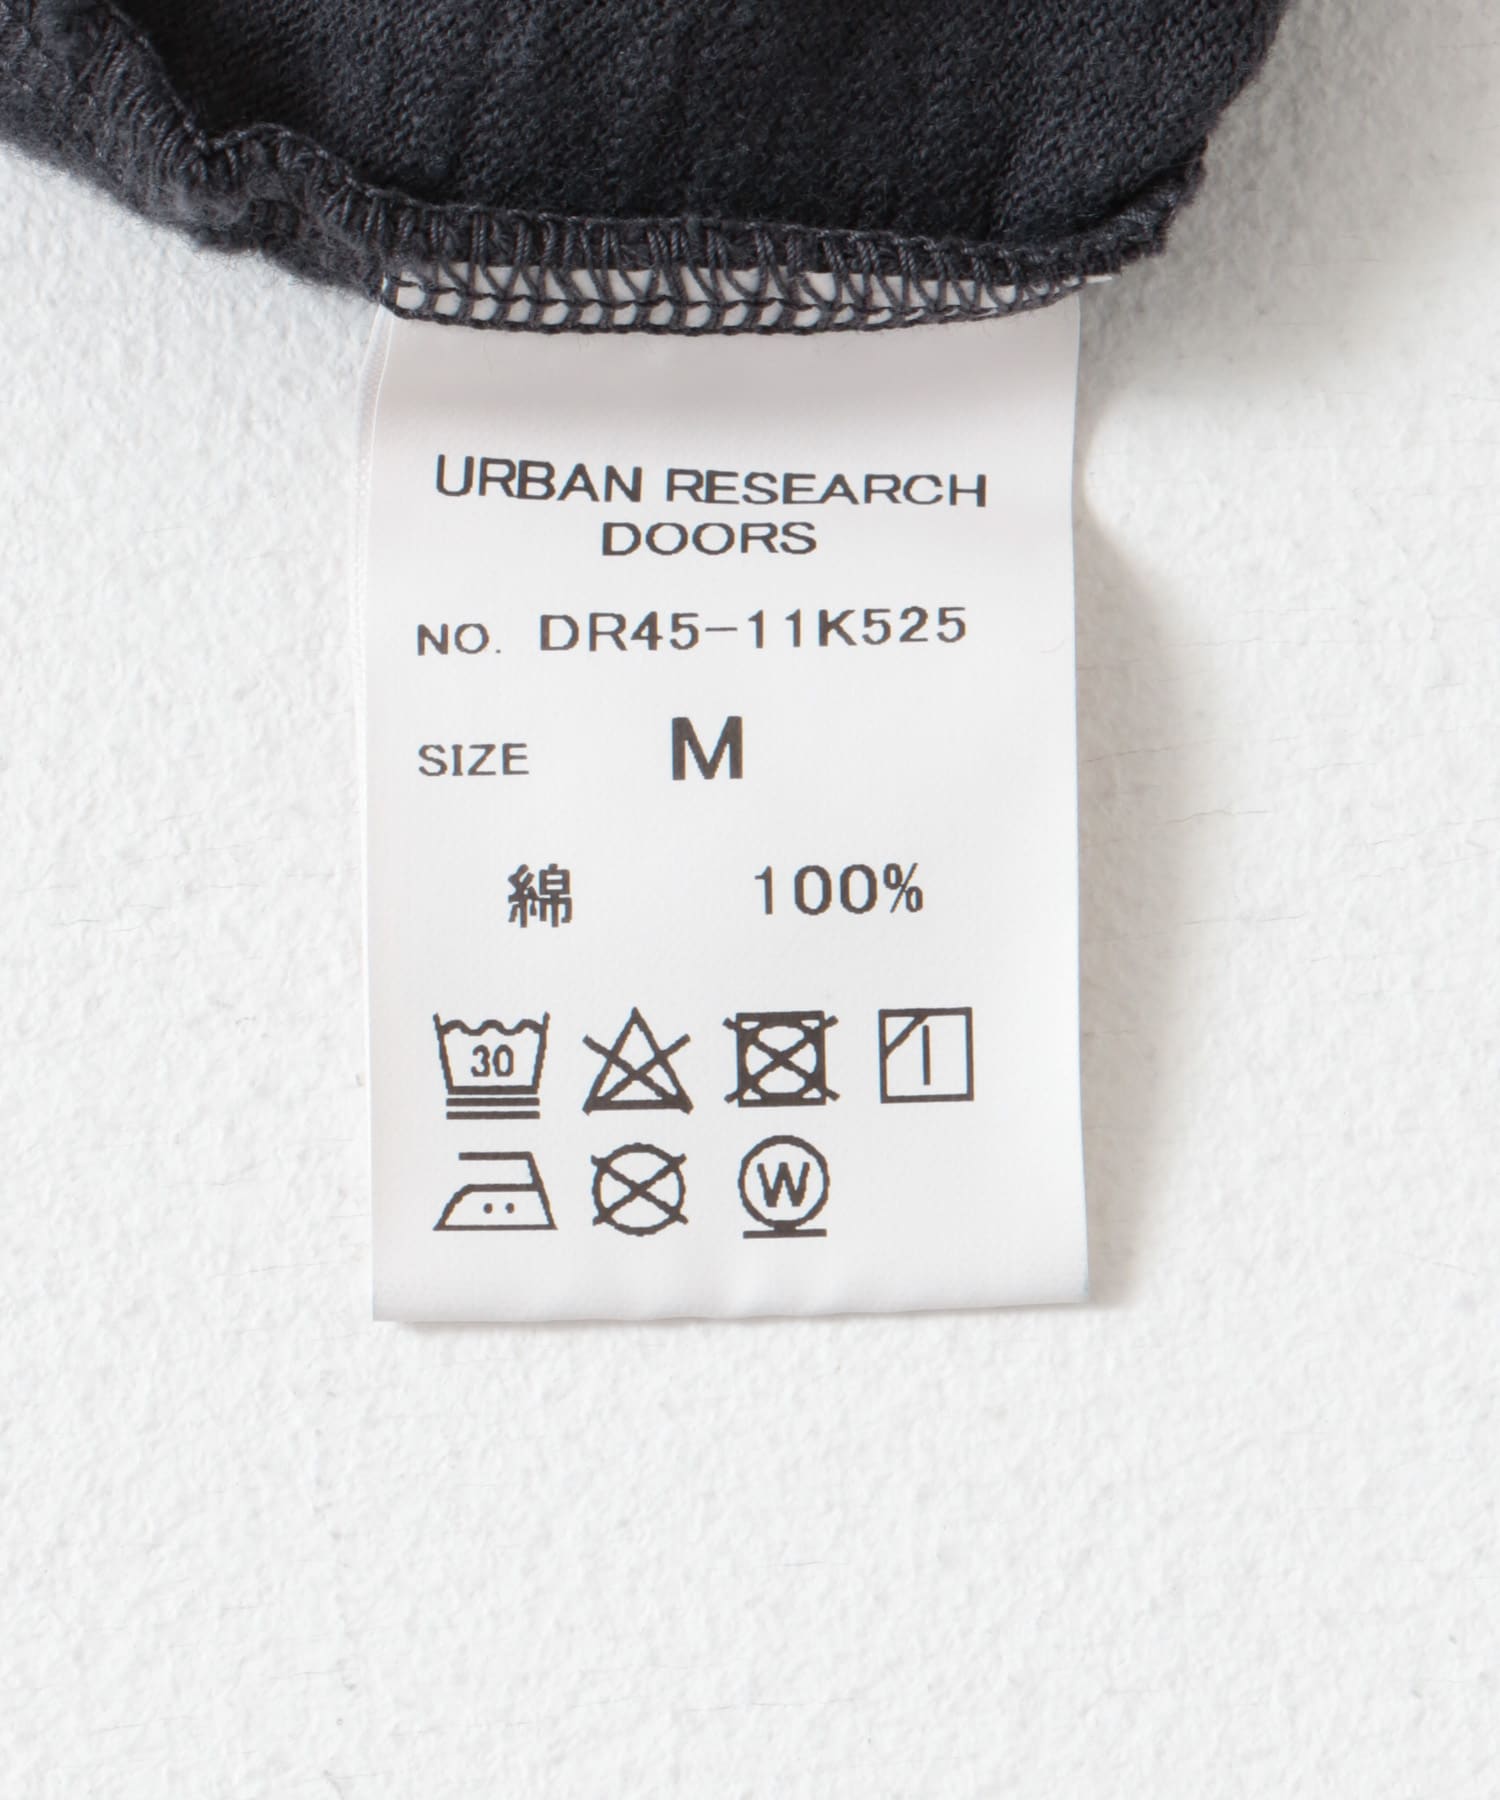 URBAN RESEARCH
DOORS
NO. DR45-11K525
SIZE M
綿 100%
30
W